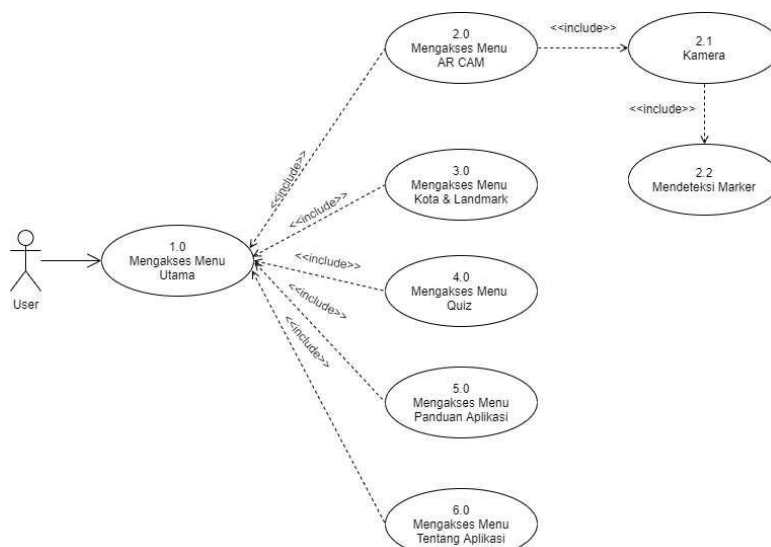 2.0
Mengakses Menu
AR CAM
<<include>>
2.1
Kamera
<<include>>
2.2
Mendeteksi Marker
<<include>>
3.0
Mengakses Menu
Kota & Landmark
<<include>>
User
1.0
Mengakses Menu
Utama
<<include>>
4.0
Mengakses Menu
Quiz
<<include>>
<<include>>
5.0
Mengakses Menu
Panduan Aplikasi
6.0
Mengakses Menu
Tentang Aplikasi